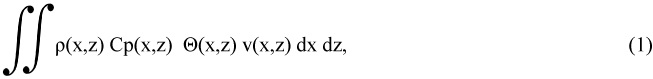 ∬ ρ(x,z) Cp(x,z) Θ(x,z) v(x,z) dx dz, (1)